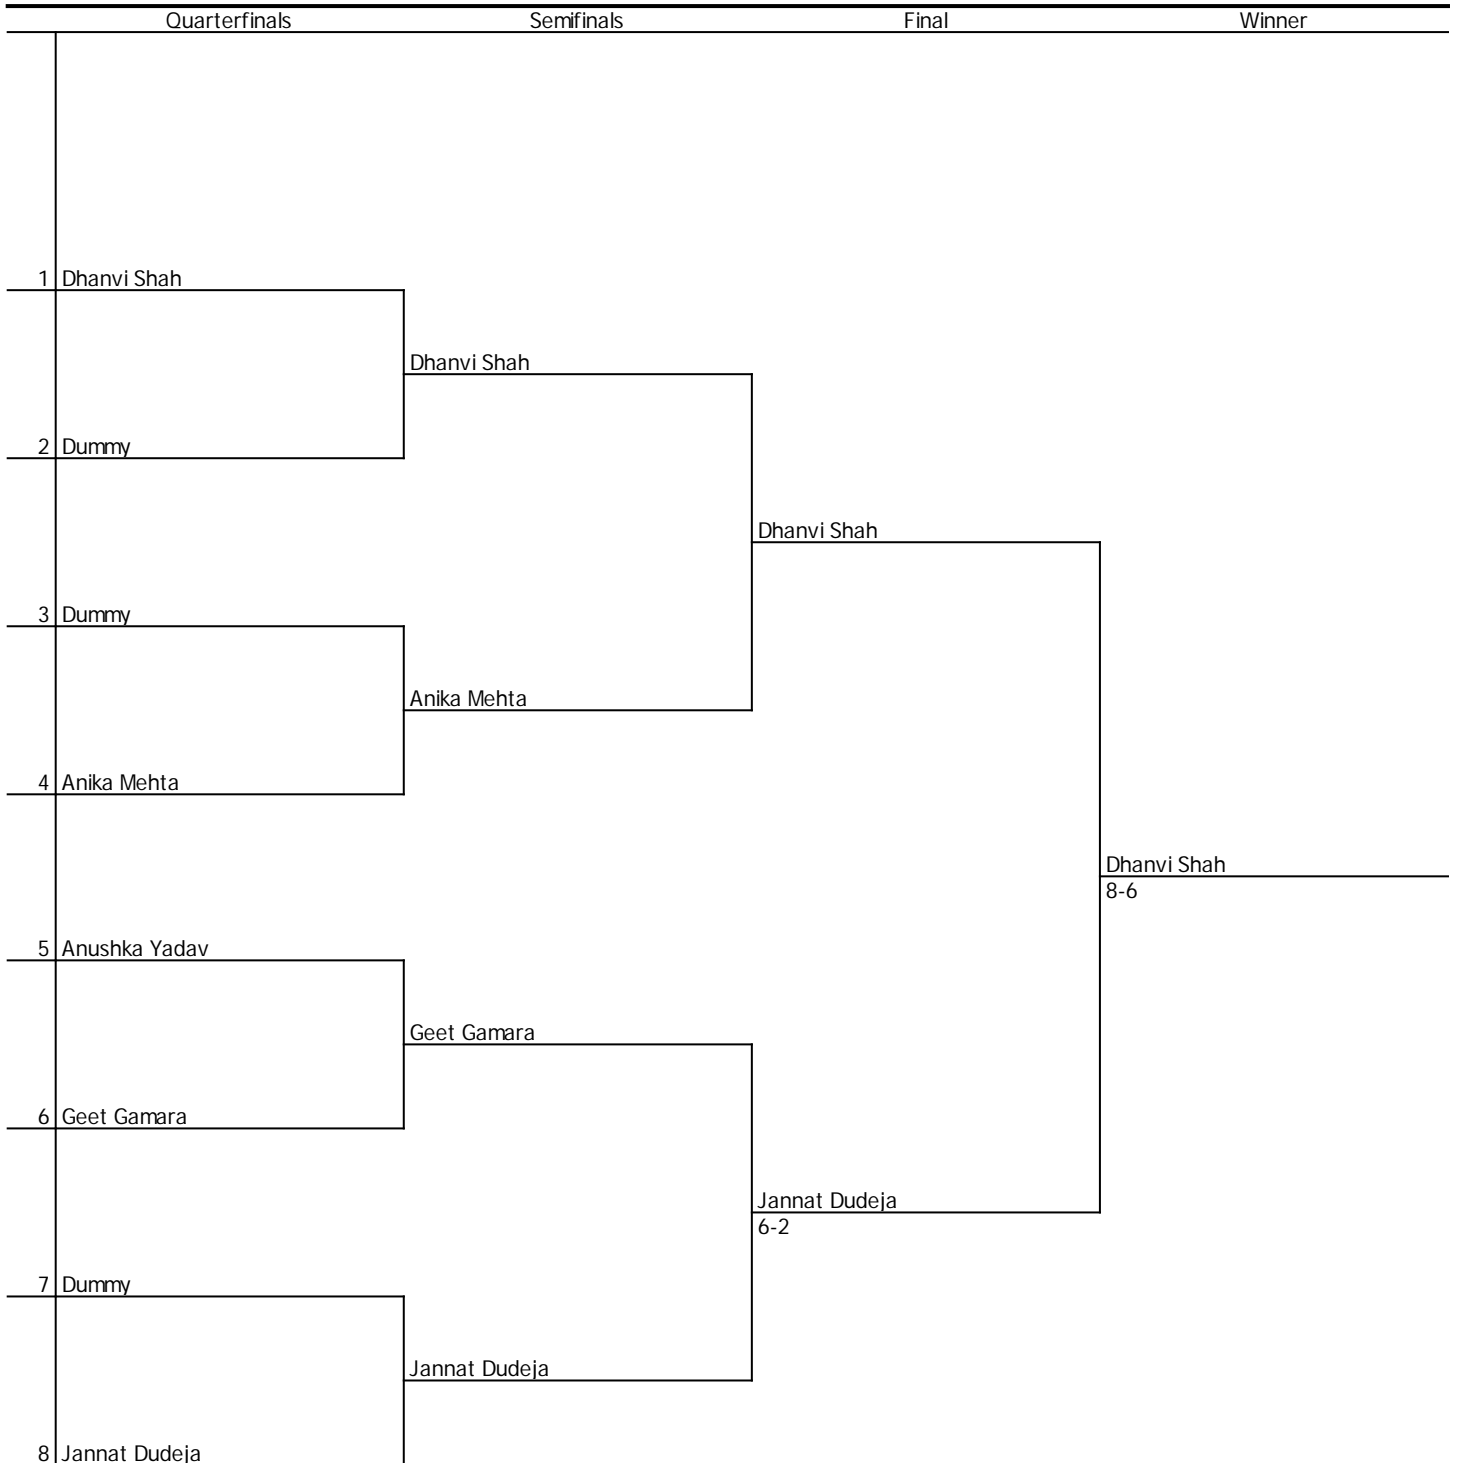 Quarterfinals Semifinals Final Winner
1 Dhanvi Shah
Dhanvi Shah
2 Dummy
Dhanvi Shah
3 Dummy
Anika Mehta
4 Anika Mehta
Dhanvi Shah
8-6
5 Anushka Yadav
Geet Gamara
6 Geet Gamara
Jannat Dudeja
6-2
7 Dummy
Jannat Dudeja
8 Jannat Dudeja